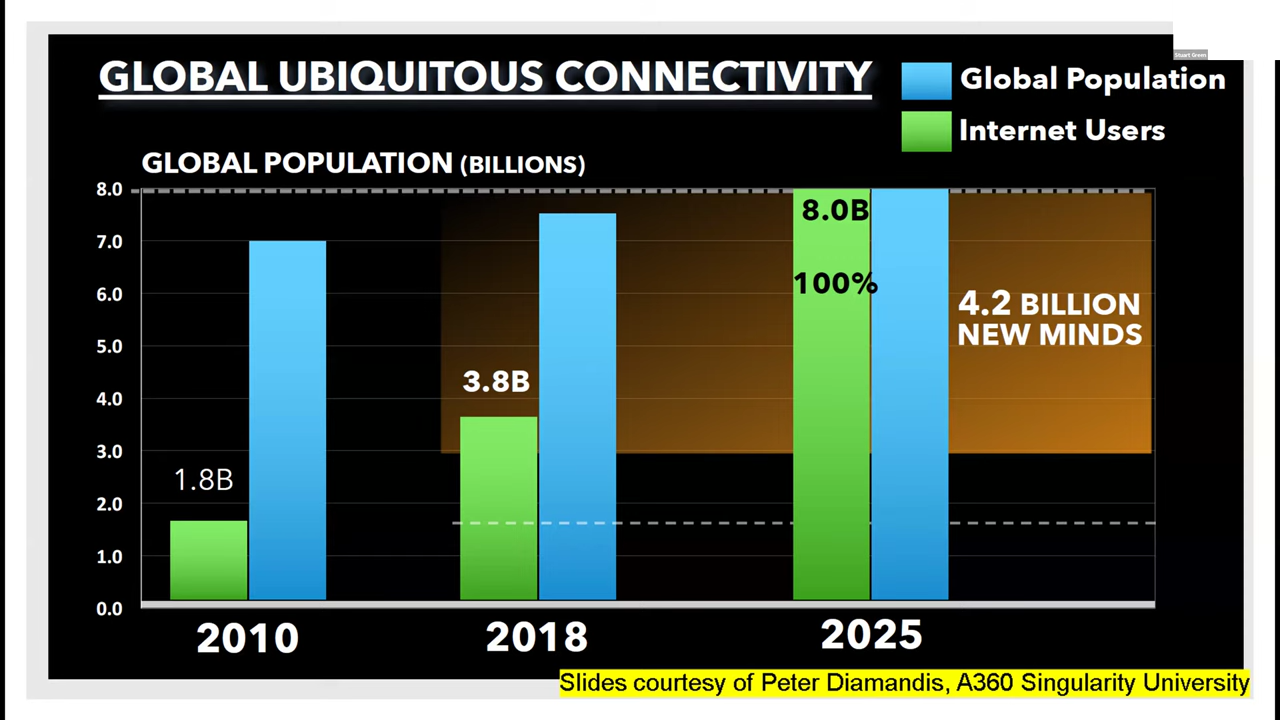 Stuart Green
GLOBAL UBIQUITOUS CONNECTIVITY
Global Population
Internet Users
GLOBAL POPULATION (BILLIONS)
8.0
7.0
6.0
5.0
4.0
3.0
2.0
1.0
0.0
1.8B
3.8B
8.0B
100%
4.2 BILLION
NEW MINDS
2010
2018
2025
Slides courtesy of Peter Diamandis, A360 Singularity University